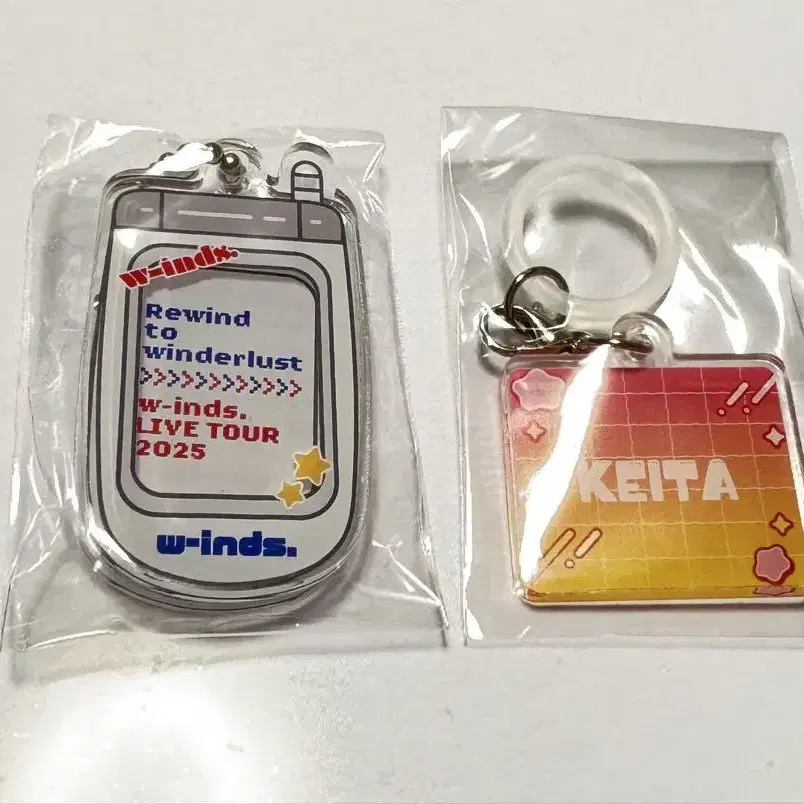 w-inds.
Rewind
to
winderlust
>>>>>>>>>>>>
w-inds.
LIVE TOUR
2025
w-inds.
KEITA